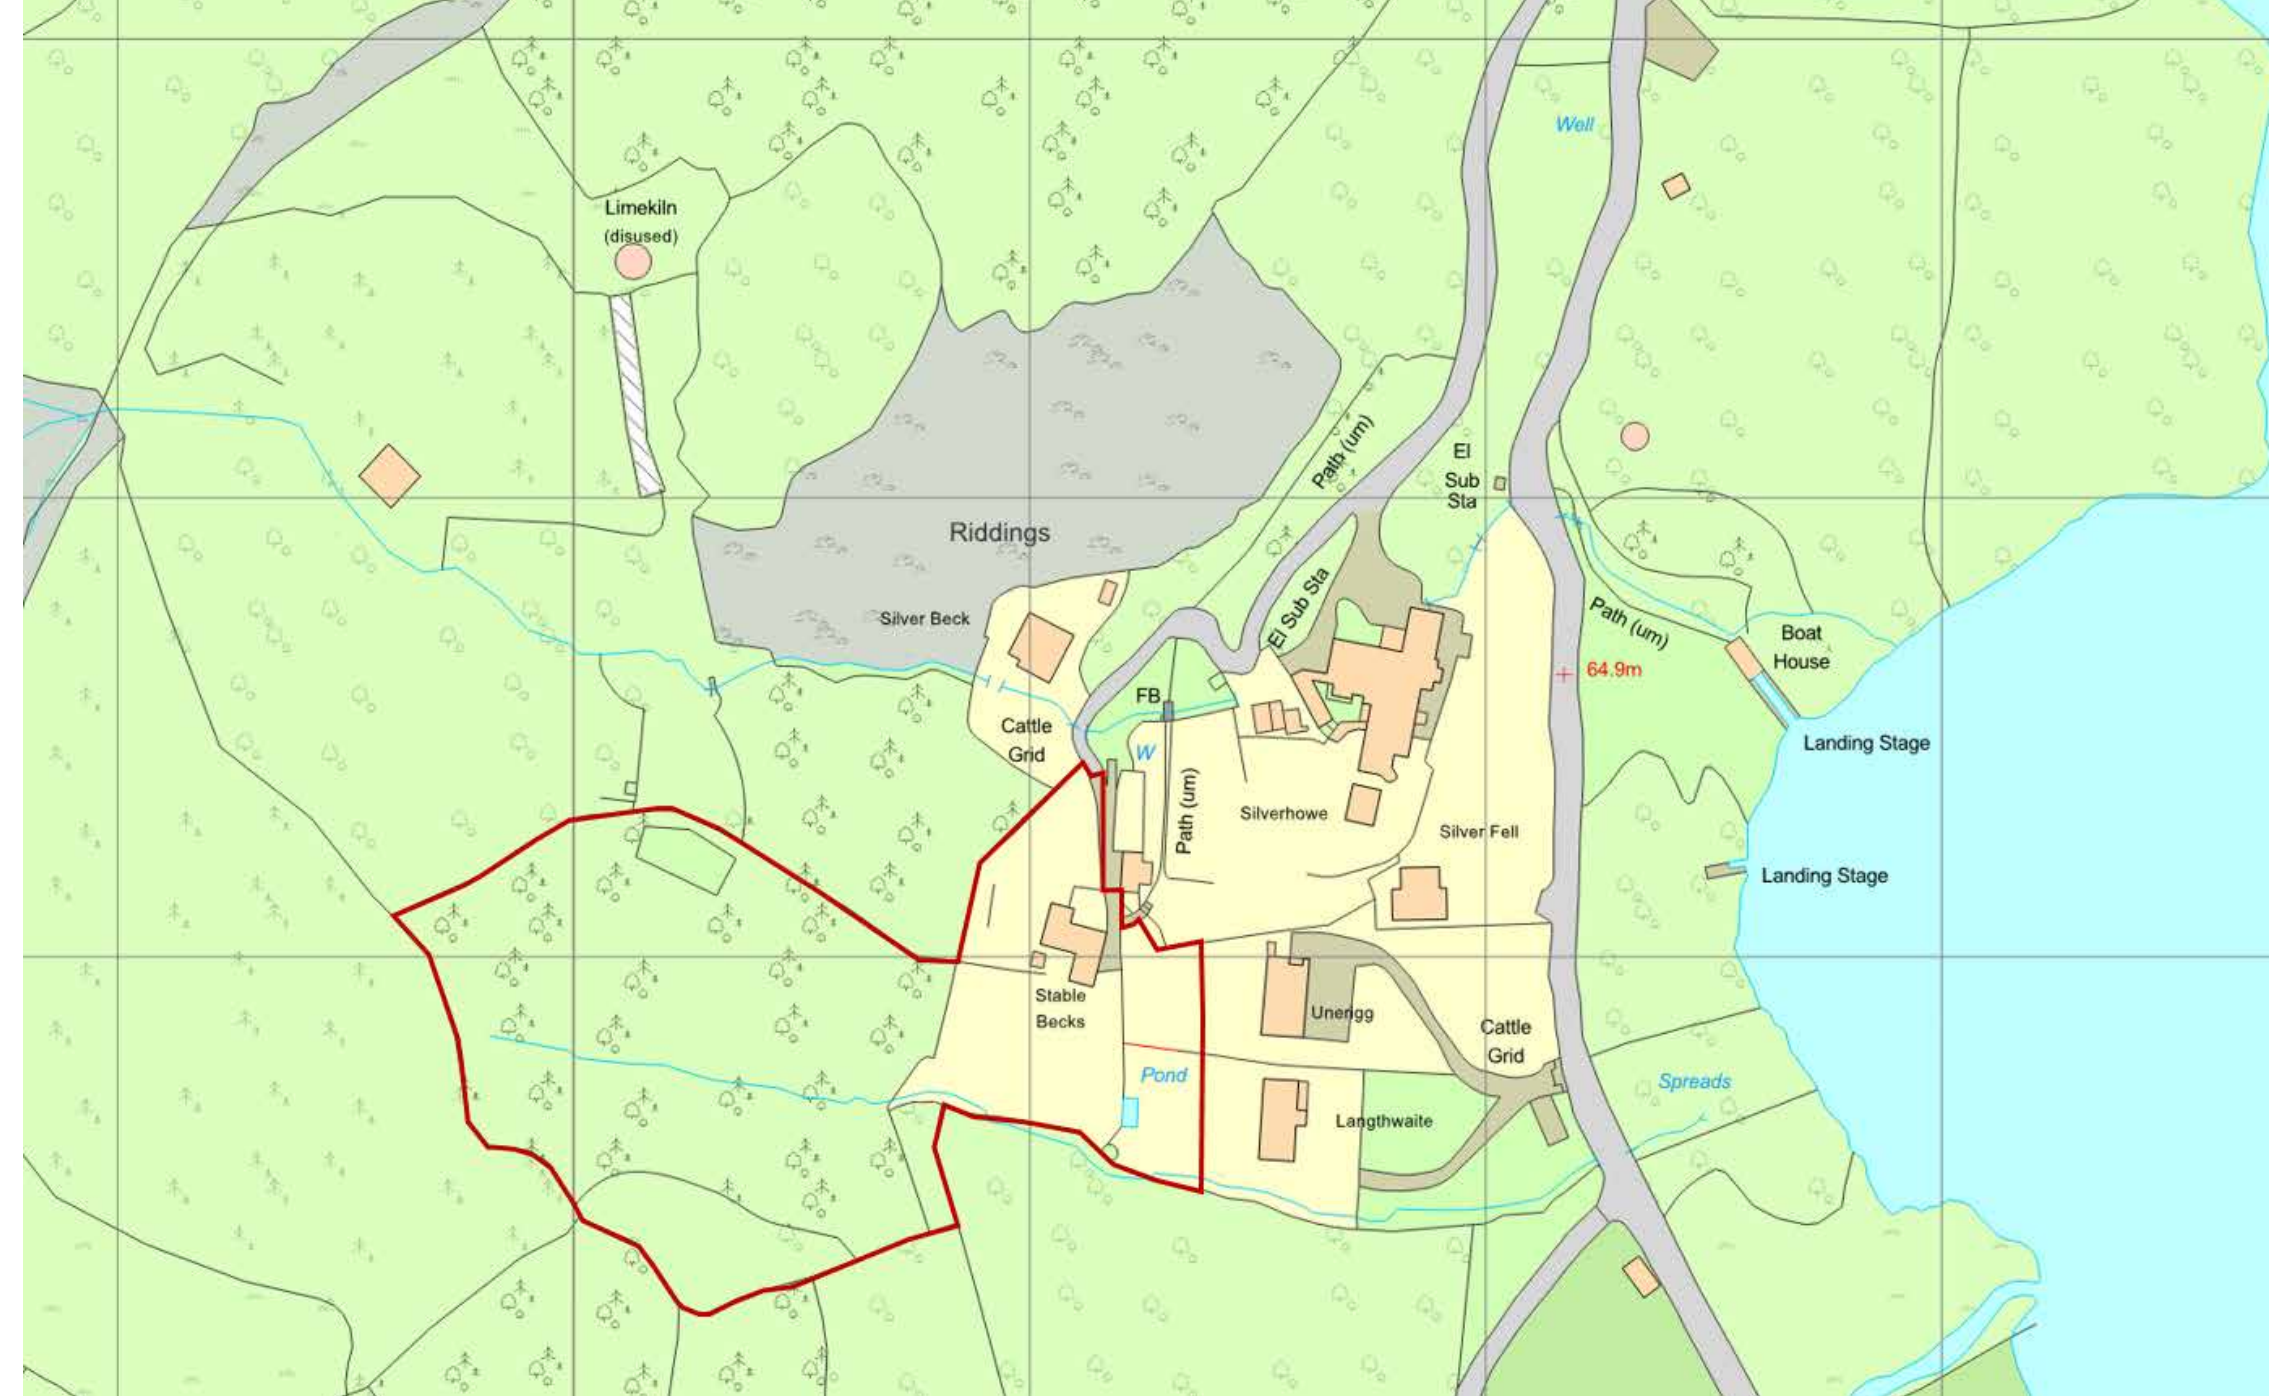 Well
Limekiln
(disused)
Path (um)
El
Sub
Sta
Riddings
El Sub Sta
Path (um)
Silver Beck
Boat
House
64.9m
FB
Cattle
Grid
W
Landing Stage
Path (um)
Silverhowe
Silver Fell
Landing Stage
Stable
Becks
Unerigg
Cattle
Grid
Pond
Spreads
Langthwaite